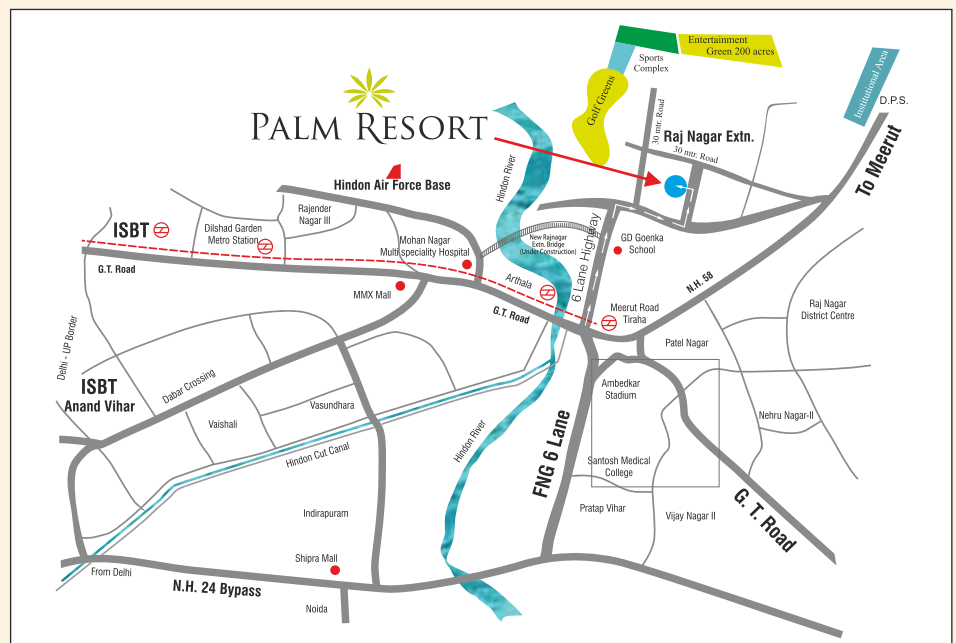 Entertainment
Green 200 acres
Sports
Complex
Institutional Area
D.P.S.
Golf Greens
30 mtr. Road
PALM RESORT
Raj Nagar Extn.
30 mtr. Road
To Meerut
Hindon River
Hindon Air Force Base
Rajender
Nagar III
ISBT
Dilshad Garden
Metro Station
Mohan Nagar
Multi speciality Hospital
New Rajnagar
Extn. Bridge
(Under Construction)
6 Lane Highway
GD Goenka
School
G.T. Road
Arthala
N.H. 58
MMX Mall
G.T. Road
Meerut Road
Tiraha
Raj Nagar
District Centre
Delhi - UP Border
Patel Nagar
ISBT
Anand Vihar
Dabar Crossing
Ambedkar
Stadium
Vasundhara
Vaishali
Nehru Nagar-II
Hindon River
FNG 6 Lane
Hindon Cut Canal
Santosh Medical
College
G. T. Road
Indirapuram
Pratap Vihar
Vijay Nagar II
Shipra Mall
From Delhi
N.H. 24 Bypass
Noida